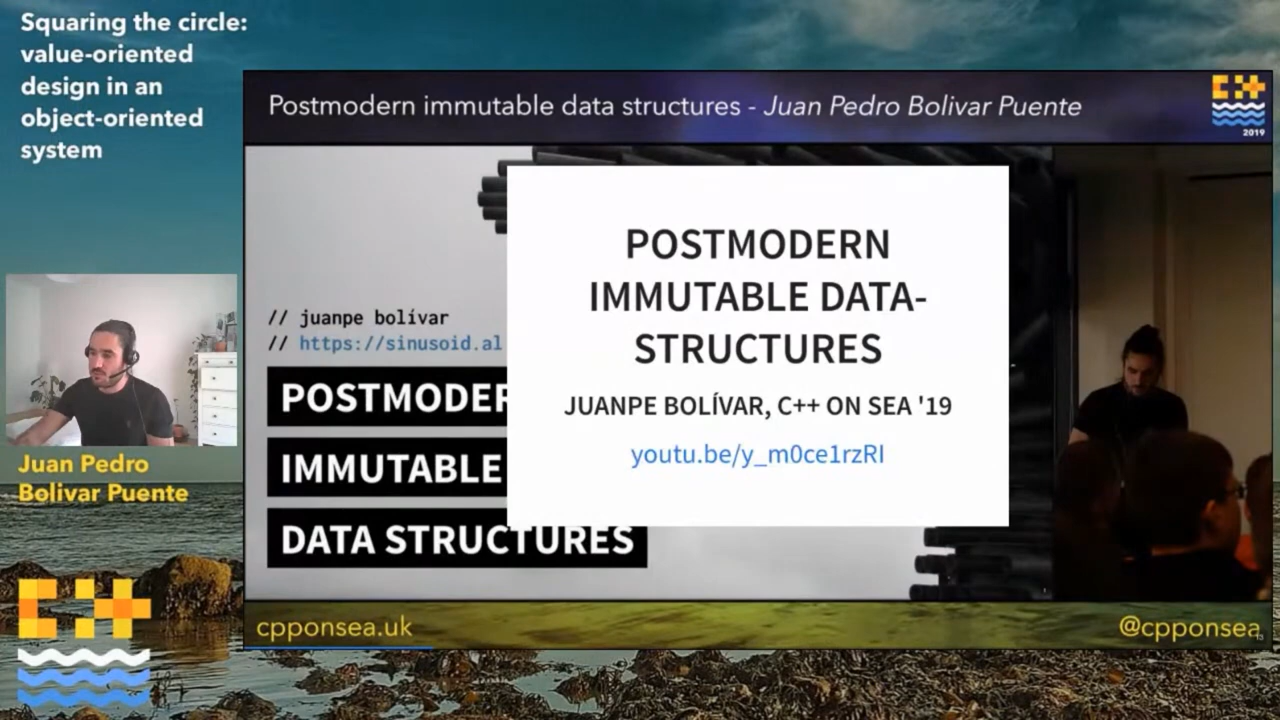 Squaring the circle:
value-oriented
design in an
object-oriented
system
Postmodern immutable data structures - Juan Pedro Bolivar Puente
2019
// juanpe bolívar
// https://sinusoid.al
POSTMODER
IMMUTABLE
DATA STRUCTURES
POSTMODERN
IMMUTABLE DATA-
STRUCTURES
JUANPE BOLÍVAR, C++ ON SEA '19
youtu.be/y_m0ce1rzRI
Juan Pedro
Bolivar Puente
cpponsea.uk
@cpponsea
13